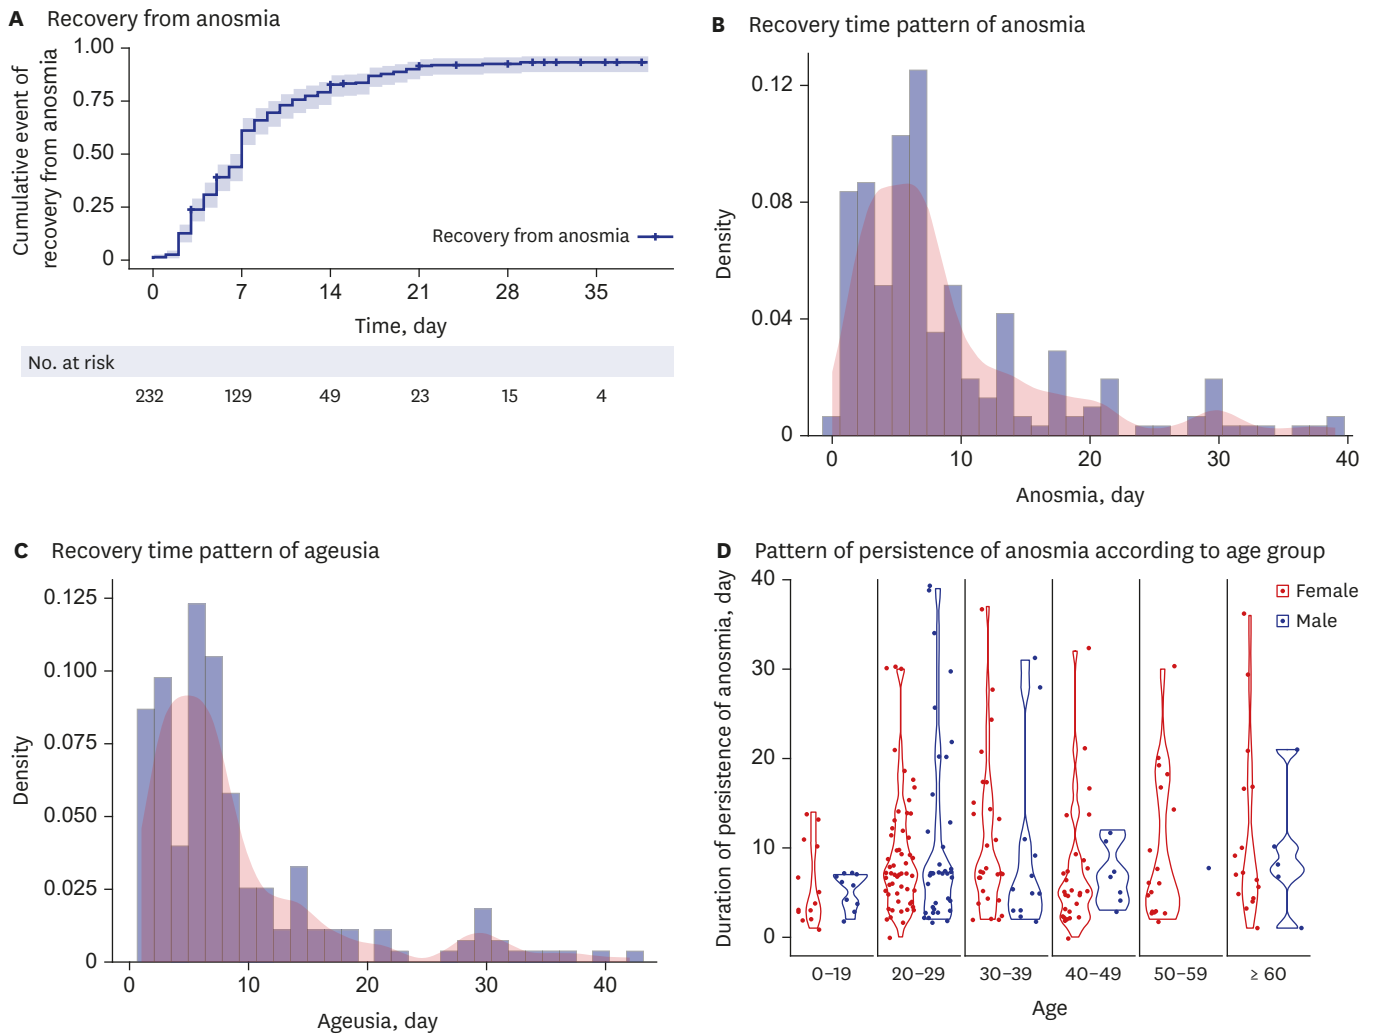 A Recovery from anosmia
1.00
0.75
0.50
0.25
0
Cumulative event of
recovery from anosmia
Recovery from anosmia
0 7 14 21 28 35
Time, day
No. at risk
232 129 49 23 15 4
B Recovery time pattern of anosmia
0.12
0.08
0.04
0
Density
0 10 20 30 40
Anosmia, day
C Recovery time pattern of ageusia
0.125
0.100
0.075
0.050
0.025
0
Density
0 10 20 30 40
Ageusia, day
D Pattern of persistence of anosmia according to age group
40
30
20
10
0
Duration of persistence of anosmia, day
Female
Male
0–19 20–29 30–39 40–49 50–59 ≥ 60
Age